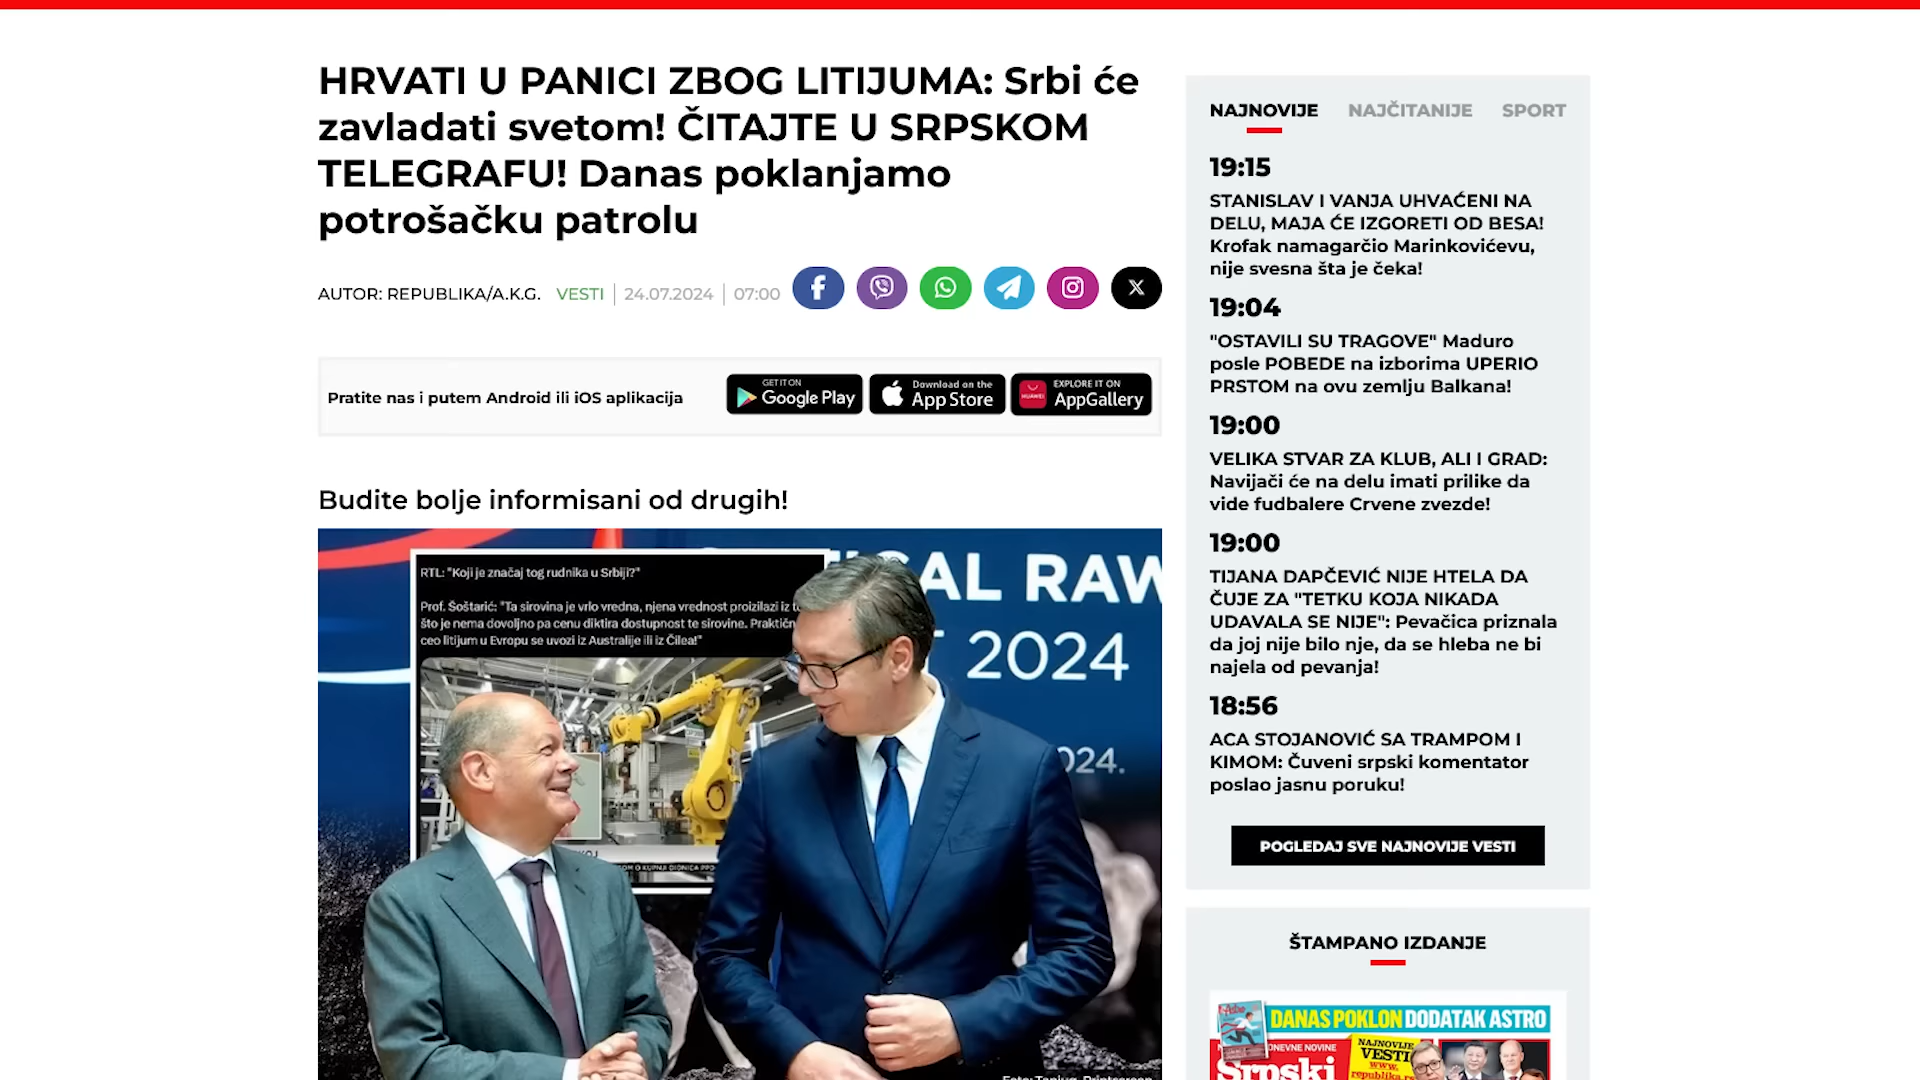 HRVATI U PANICI ZBOG LITIJUMA: Srbi će
zavladati svetom! ČITAJTE U SRPSKOM
TELEGRAFU! Danas poklanjamo
potrošačku patrolu
AUTOR: REPUBLIKA/A.K.G. VESTI 24.07.2024 07:00
Pratite nas i putem Android ili iOS aplikacija
GET IT ON
Google Play
Download on the
App Store
HUAWEI
EXPLORE IT ON
AppGallery
Budite bolje informisani od drugih!
RTL: "Koji je značaj tog rudnika u Srbiji?"
Prof. Šoštarić: "Ta sirovina je vrlo vredna, njena vrednost proizilazi iz
što je nema dovoljno pa cenu diktira dostupnost te sirovine.
ceo litijum u Evropu se uvozi iz Australije ili iz Čilea!"
RAW
2024
024.
NAJNOVIJE NAJČITANIJE SPORT
19:15
STANISLAV I VANJA UHVAĆENI NA
DELU, MAJA ĆE IZGORETI OD BESA!
Krofak namagarčio Marinkovićevu,
nije svesna šta je čeka!
19:04
"OSTAVILI SU TRAGOVE" Maduro
posle POBEDE na izborima UPERIO
PRSTOM na ovu zemlju Balkana!
19:00
VELIKA STVAR ZA KLUB, ALI I GRAD:
Navijači će na delu imati prilike da
vide fudbalere Crvene zvezde!
19:00
TIJANA DAPČEVIĆ NIJE HTELA DA
ČUJE ZA "TETKU KOJA NIKADA
UDAVALA SE NIJE": Pevačica priznala
da joj nije bilo nje, da se hleba ne bi
najela od pevanja!
18:56
ACA STOJANOVIĆ SA TRAMPOM I
KIMOM: Čuveni srpski komentator
poslao jasnu poruku!
POGLEDAJ SVE NAJNOVIJE VESTI
ŠTAMPANO IZDANJE
DANAS POKLON DODATAK ASTRO
DNEVNE NOVINE
Srpski
NAJNOVIJE
VESTI
www.
republika.rs